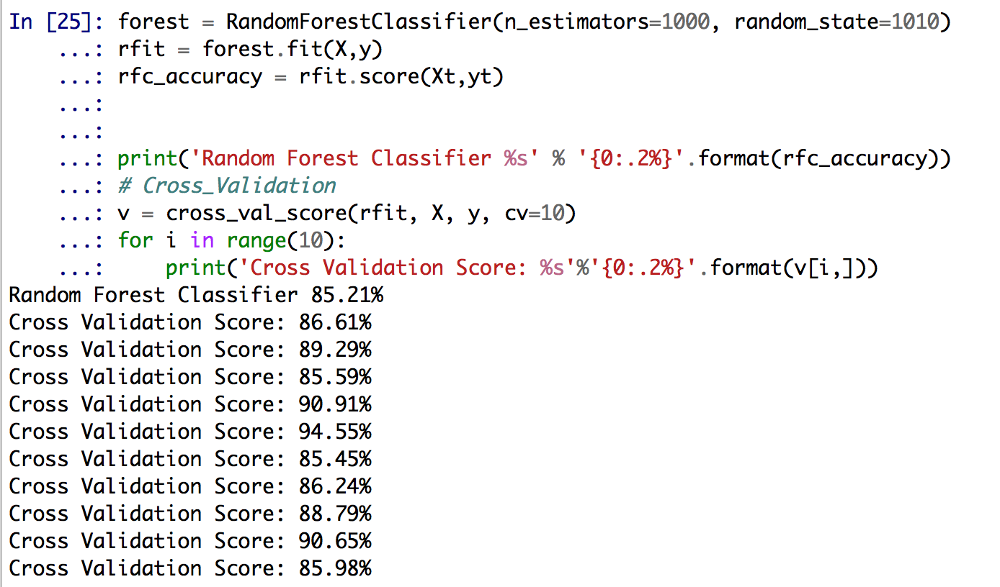 In [25]: forest = RandomForestClassifier(n_estimators=1000, random_state=1010)
    ...: rfit = forest.fit(X,y)
    ...: rfc_accuracy = rfit.score(Xt,yt)
    ...:
    ...:
    ...: print('Random Forest Classifier %s' % '{0:.2%}'.format(rfc_accuracy))
    ...: # Cross_Validation
    ...: v = cross_val_score(rfit, X, y, cv=10)
    ...: for i in range(10):
    ...:     print('Cross Validation Score: %s'%'{0:.2%}'.format(v[i,]))
Random Forest Classifier 85.21%
Cross Validation Score: 86.61%
Cross Validation Score: 89.29%
Cross Validation Score: 85.59%
Cross Validation Score: 90.91%
Cross Validation Score: 94.55%
Cross Validation Score: 85.45%
Cross Validation Score: 86.24%
Cross Validation Score: 88.79%
Cross Validation Score: 90.65%
Cross Validation Score: 85.98%